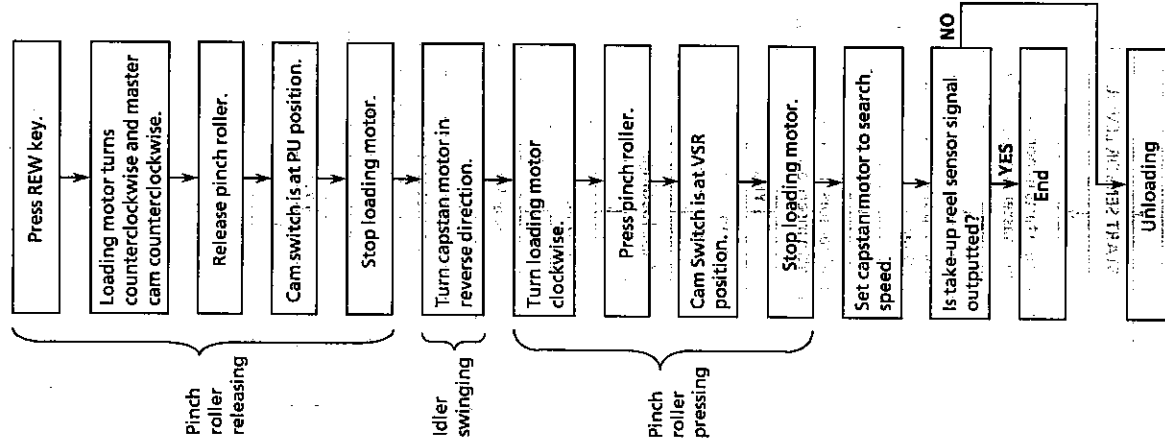 Press REW key.
Loading motor turns
counterclockwise and master
cam counterclockwise.
Release pinch roller.
Cam switch is at PU position.
Stop loading motor.
Pinch
roller
releasing
Turn capstan motor in
reverse direction.
Idler
swinging
Turn loading motor
clockwise.
Press pinch roller.
Cam Switch is at VSR
position.
Stop loading motor.
Pinch
roller
pressing
Set capstan motor to search
speed.
Is take-up reel sensor signal
outputted?
NO
YES
End
Unloading